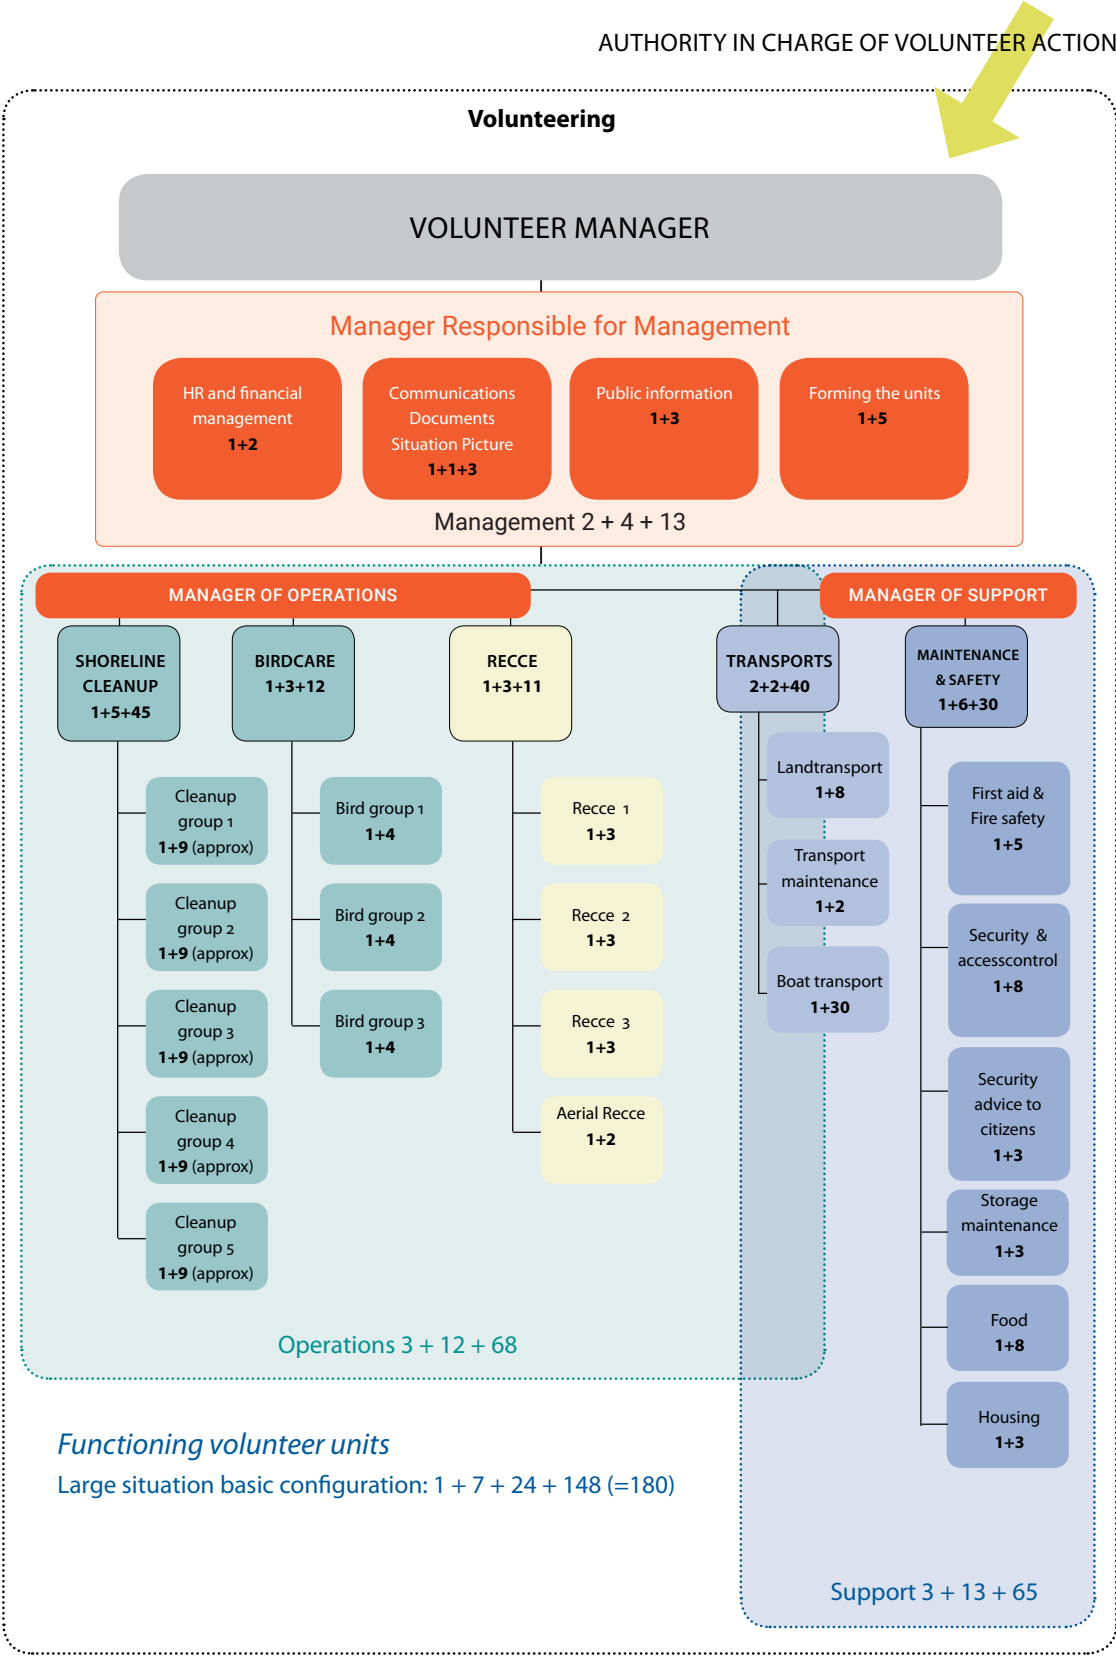 AUTHORITY IN CHARGE OF VOLUNTEER ACTION
Volunteering
VOLUNTEER MANAGER
Manager Responsible for Management
HR and financial
management
1+2
Communications
Documents
Situation Picture
1+1+3
Public information
1+3
Forming the units
1+5
Management 2 + 4 + 13
MANAGER OF OPERATIONS
MANAGER OF SUPPORT
SHORELINE
CLEANUP
1+5+45
BIRDCARE
1+3+12
RECCE
1+3+11
TRANSPORTS
2+2+40
MAINTENANCE
& SAFETY
1+6+30
Cleanup
group 1
1+9 (approx)
Cleanup
group 2
1+9 (approx)
Cleanup
group 3
1+9 (approx)
Cleanup
group 4
1+9 (approx)
Cleanup
group 5
1+9 (approx)
Bird group 1
1+4
Bird group 2
1+4
Bird group 3
1+4
Recce 1
1+3
Recce 2
1+3
Recce 3
1+3
Aerial Recce
1+2
Landtransport
1+8
Transport
maintenance
1+2
Boat transport
1+30
First aid &
Fire safety
1+5
Security &
accesscontrol
1+8
Security
advice to
citizens
1+3
Storage
maintenance
1+3
Food
1+8
Housing
1+3
Operations 3 + 12 + 68
Functioning volunteer units
Large situation basic configuration: 1 + 7 + 24 + 148 (=180)
Support 3 + 13 + 65